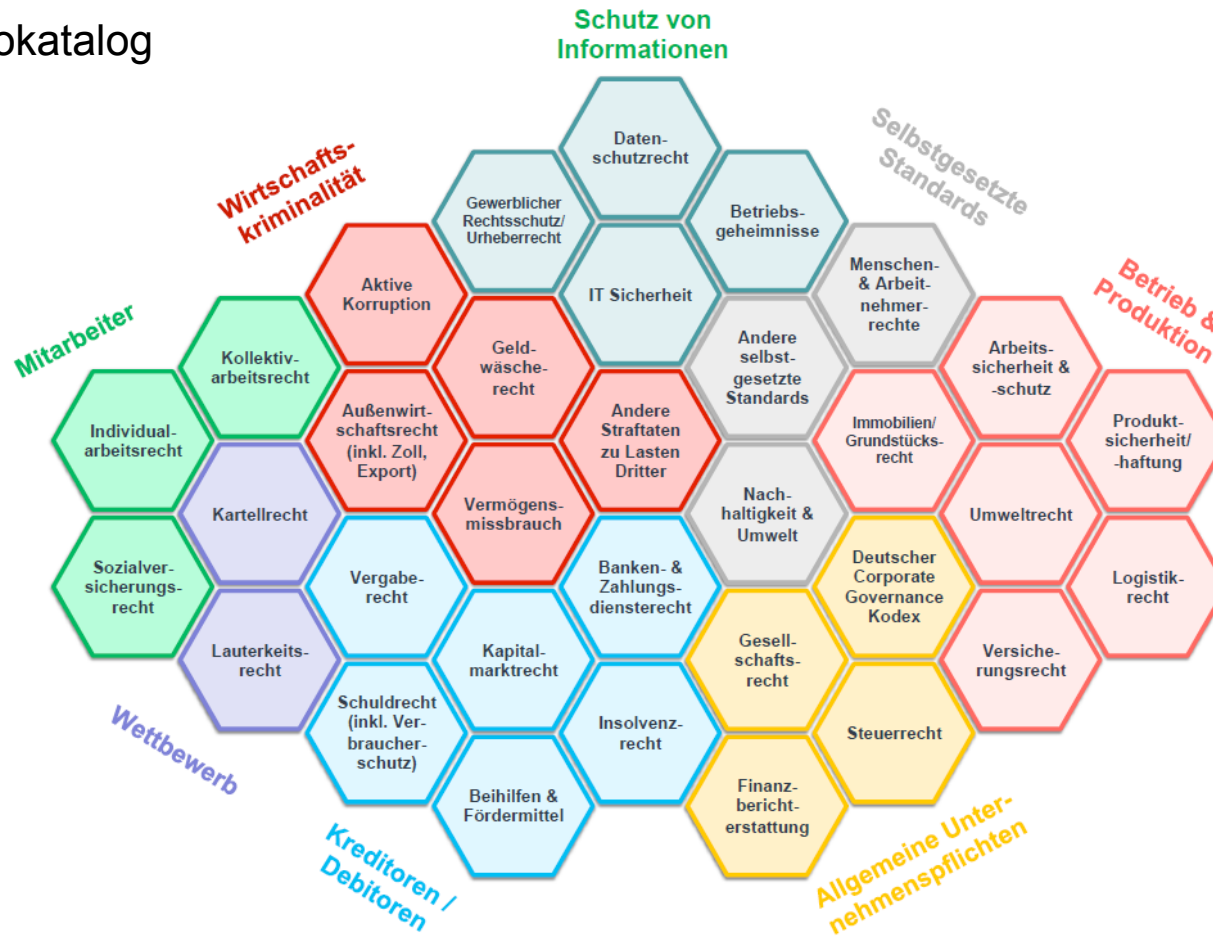 okatalog
Schutz von
Informationen
Wirtschafts-
kriminalität
Selbstgesetzte
Standards
Mitarbeiter
Betrieb &
Produktion
Wettbewerb
Kreditoren /
Debitoren
Allgemeine Unter-
nehmenspflichten
Daten-
schutzrecht
Gewerblicher
Rechtsschutz/
Urheberrecht
Betriebs-
geheimnisse
IT Sicherheit
Aktive
Korruption
Menschen-
& Arbeit-
nehmer-
rechte
Kollektiv-
arbeitsrecht
Geld-
wäsche-
recht
Andere
selbst-
gesetzte
Standards
Arbeits-
sicherheit &
-schutz
Individual-
arbeitsrecht
Außenwirt-
schaftsrecht
(inkl. Zoll,
Export)
Andere
Straftaten
zu Lasten
Dritter
Immobilien/
Grundstücks-
recht
Produkt-
sicherheit/
-haftung
Kartellrecht
Vermögens-
missbrauch
Nach-
haltigkeit &
Umwelt
Umweltrecht
Sozialver-
sicherungs-
recht
Vergabe-
recht
Banken- &
Zahlungs-
diensterecht
Deutscher
Corporate
Governance
Kodex
Logistik-
recht
Lauterkeits-
recht
Kapital-
marktrecht
Gesell-
schafts-
recht
Versiche-
rungsrecht
Schuldrecht
(inkl. Ver-
braucher-
schutz)
Insolvenz-
recht
Steuerrecht
Beihilfen &
Fördermittel
Finanz-
bericht-
erstattung